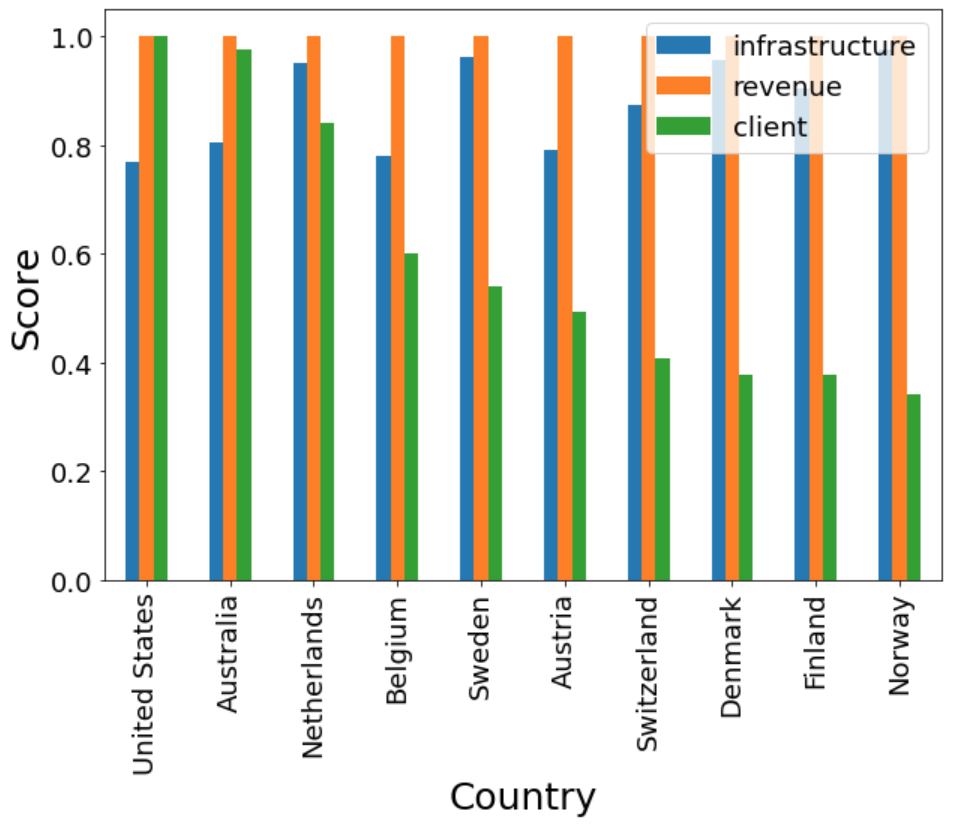 1.0
0.8
0.6
0.4
0.2
0.0
Score
infrastructure
revenue
client
United States
Australia
Netherlands
Belgium
Sweden
Austria
Switzerland
Denmark
Finland
Norway
Country